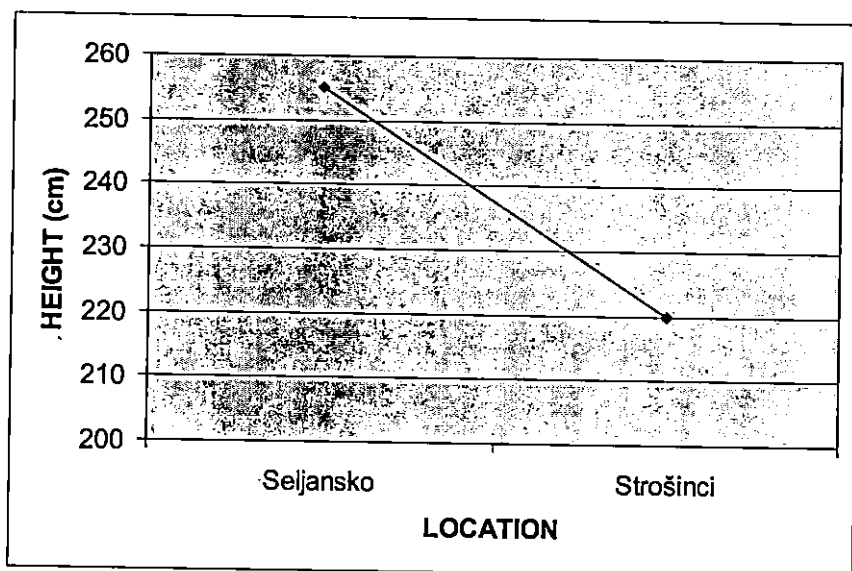 260
250
240
230
220
210
200
HEIGHT (cm)
Seljansko
Strošinci
LOCATION